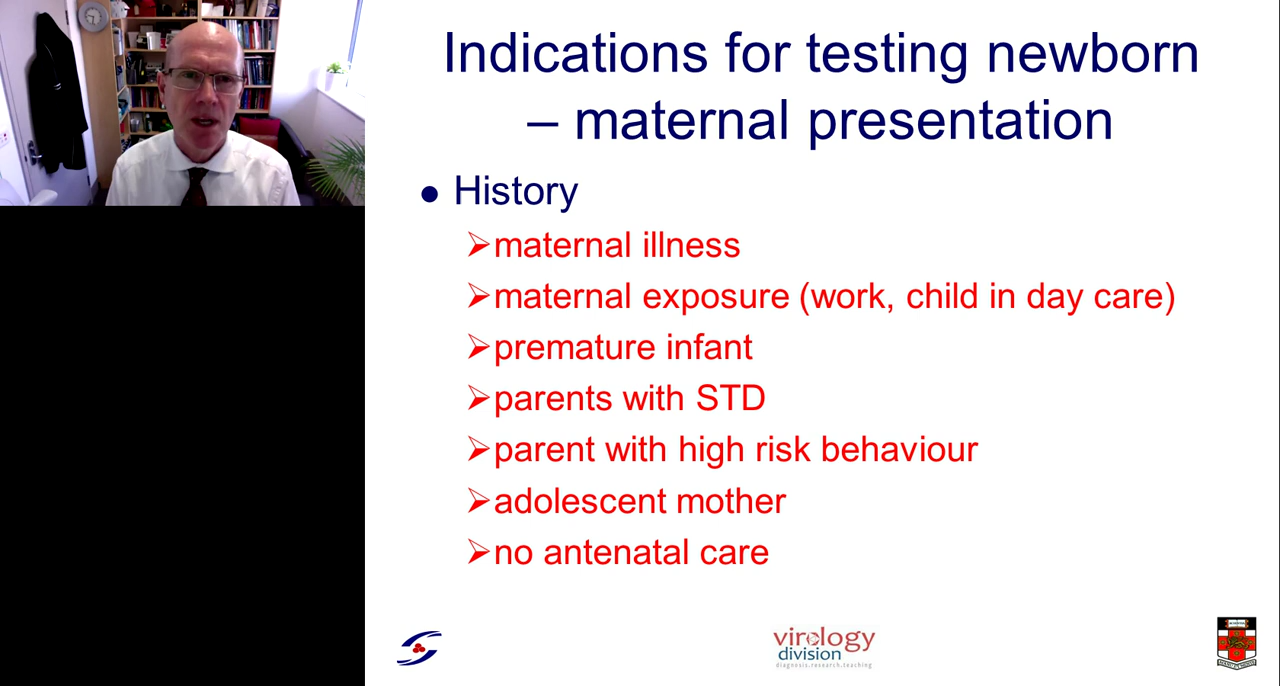 Indications for testing newborn
– maternal presentation
● History
➢maternal illness
➢maternal exposure (work, child in day care)
➢premature infant
➢parents with STD
➢parent with high risk behaviour
➢adolescent mother
➢no antenatal care
virology
division
diagnosis.research.teaching